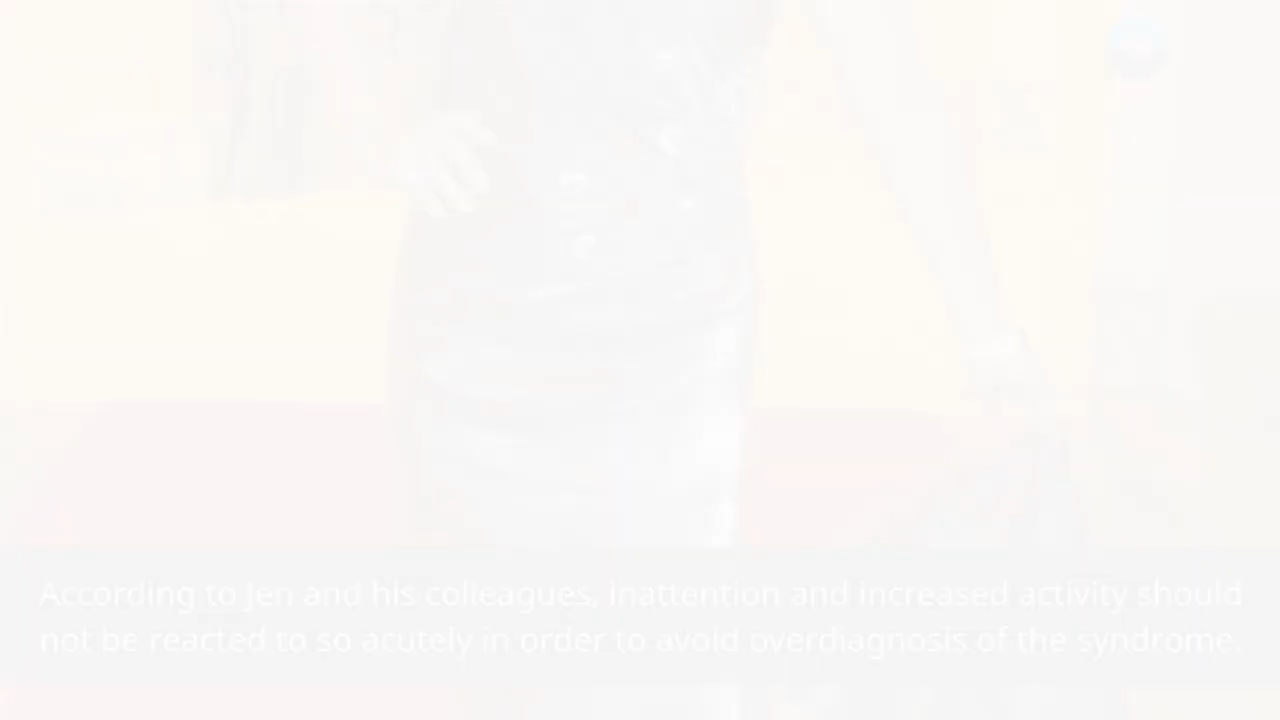 According to Jen and his colleagues, inattention and increased activity should
not be reacted to so acutely in order to avoid overdiagnosis of the syndrome.